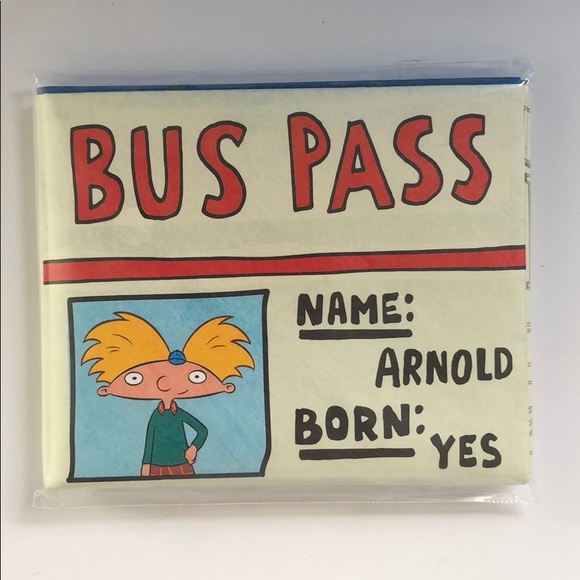 BUS PASS
NAME:
ARNOLD
BORN:
YES